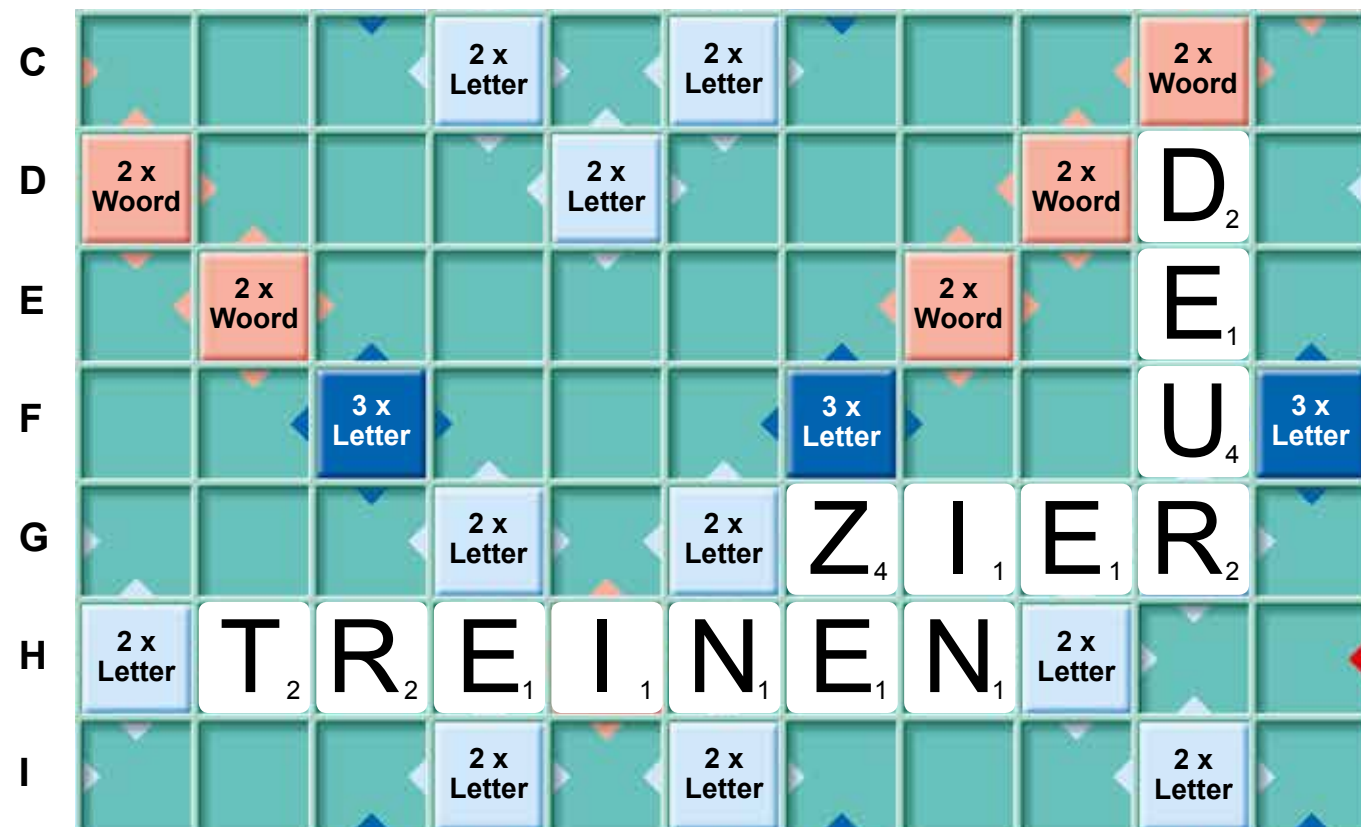 C 2 x Letter 2 x Letter 2 x Woord
D 2 x Woord 2 x Letter 2 x Woord D 2
E 2 x Woord 2 x Woord E 1
F 3 x Letter 3 x Letter U 4 3 x Letter
G 2 x Letter 2 x Letter Z 4 I 1 E 1 R 2
H 2 x Letter T 2 R 2 E 1 I 1 N 1 E 1 N 1 2 x Letter
I 2 x Letter 2 x Letter 2 x Letter